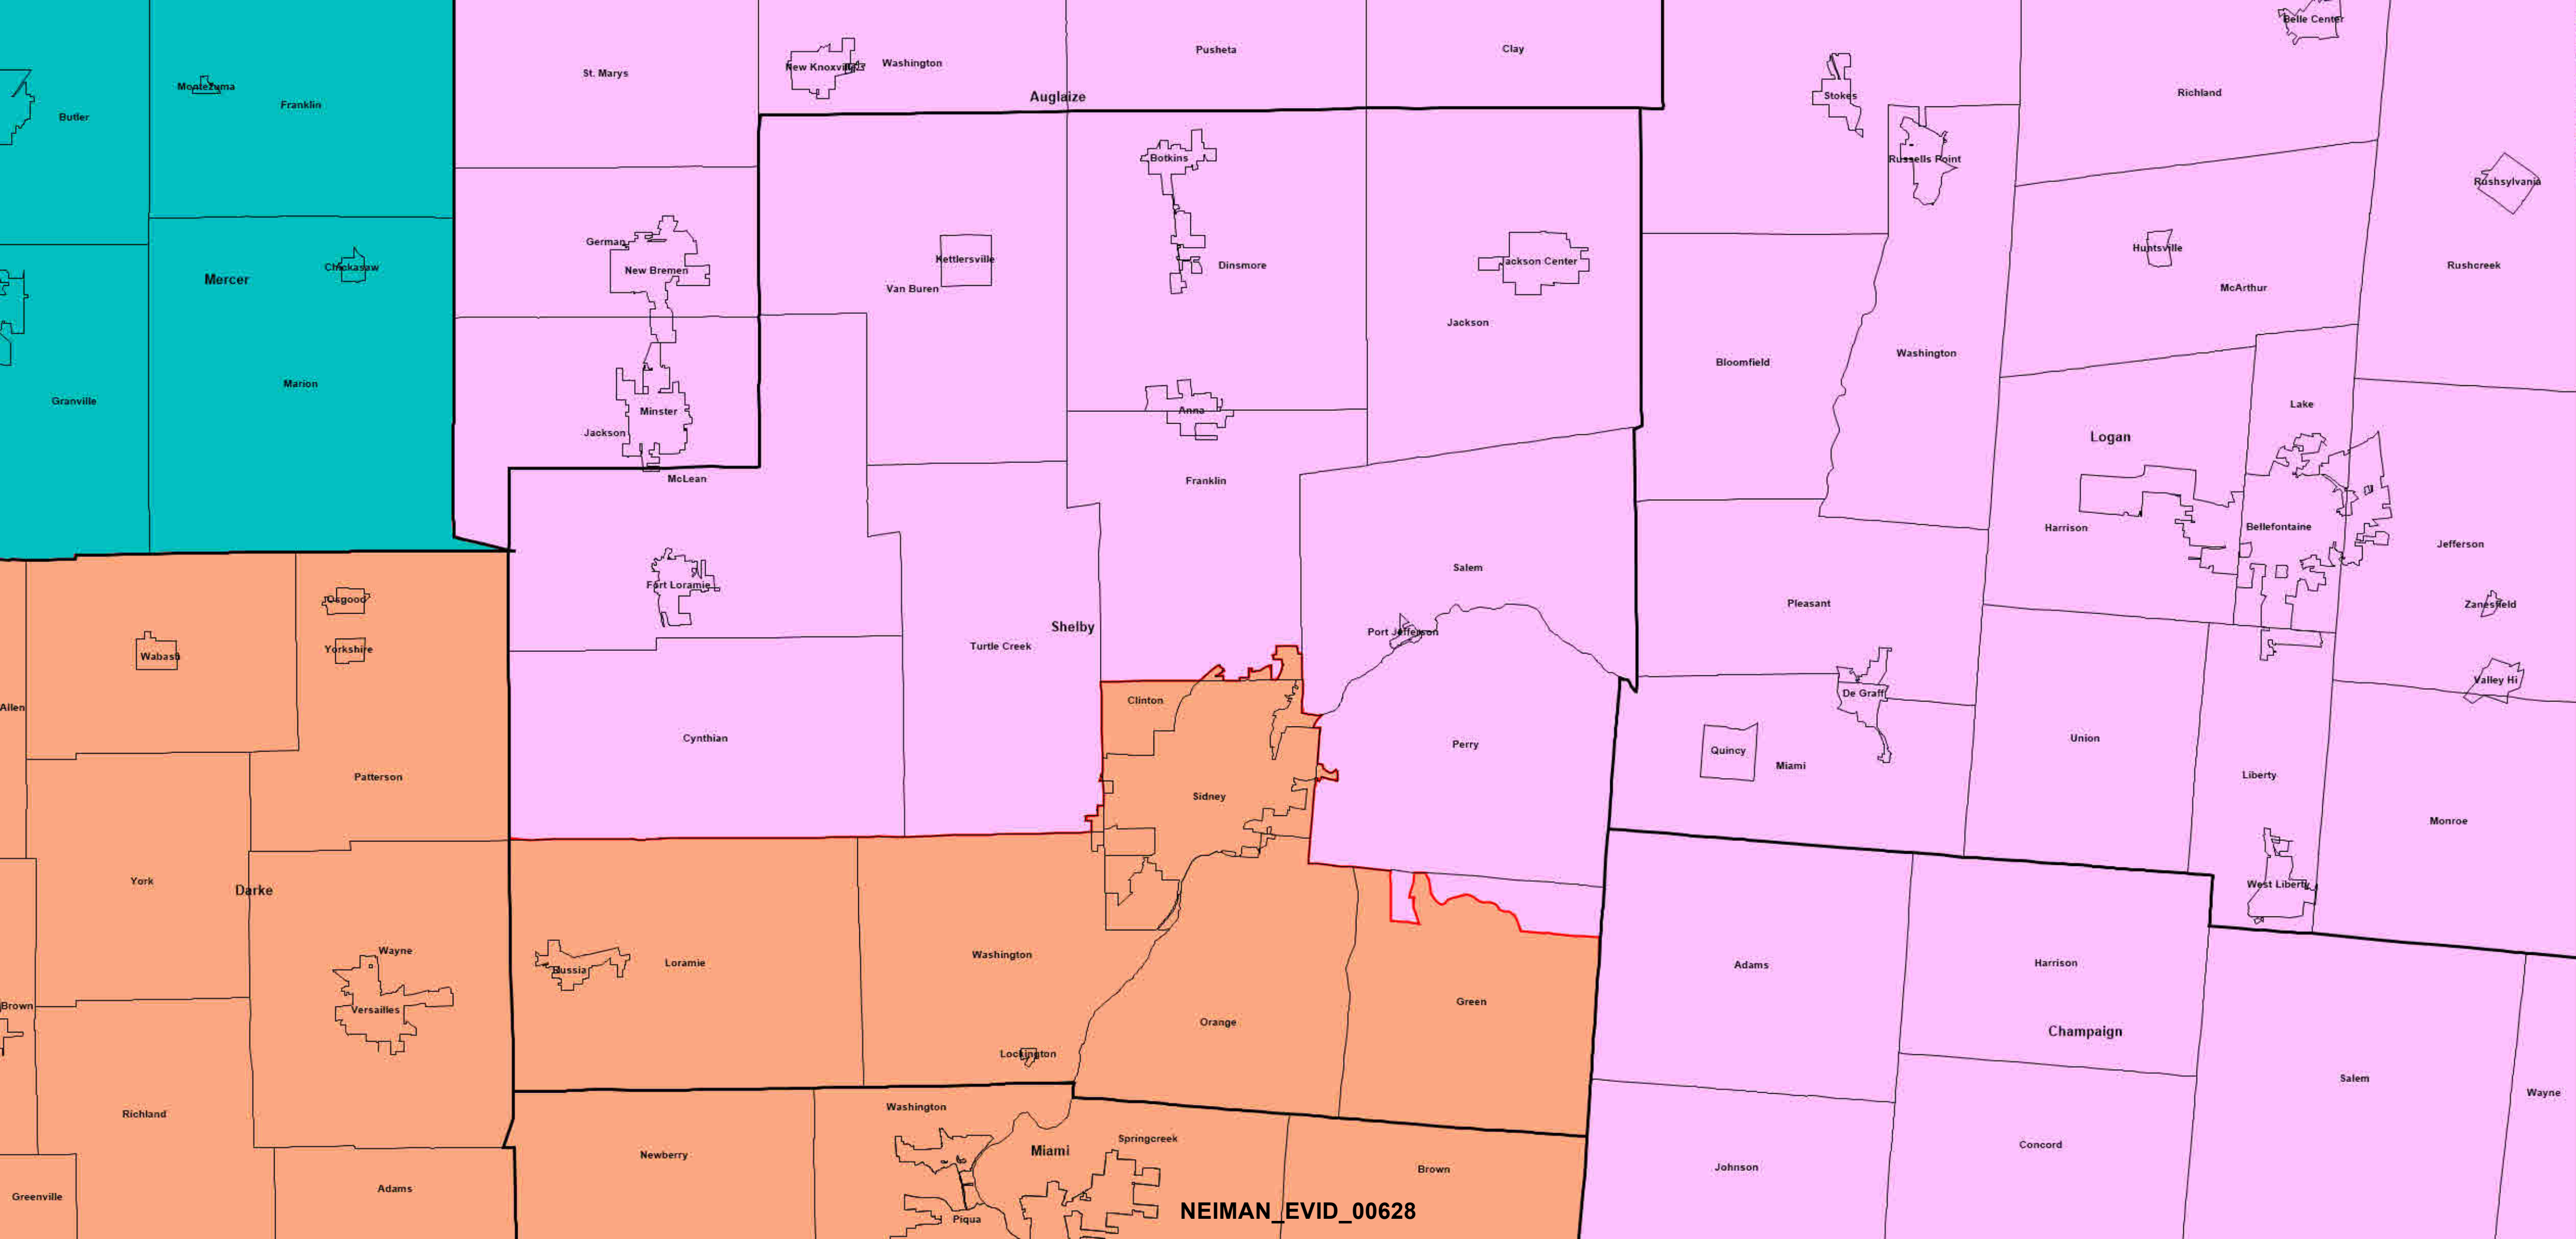 Belle Center
Pusheta
Clay
New Knoxville
Washington
St. Marys
Montezuma
Richland
Stokes
Auglaize
Franklin
Butler
Botkins
Russells Point
Rushsylvania
German
Huntsville
Kettlersville
Jackson Center
Dinsmore
Rushcreek
Chickasaw
New Bremen
Mercer
Van Buren
McArthur
Jackson
Washington
Bloomfield
Marion
Granville
Lake
Minster
Anna
Jackson
Logan
McLean
Franklin
Bellefontaine
Harrison
Jefferson
Salem
Fort Loramie
Osgood
Pleasant
Zanesfield
Shelby
Port Jefferson
Turtle Creek
Yorkshire
Wabash
Valley Hi
De Graff
Clinton
Allen
Cynthian
Perry
Union
Quincy
Miami
Patterson
Liberty
Sidney
Monroe
York
West Liberty
Darke
Wayne
Washington
Loramie
Adams
Harrison
Russia
Green
Brown
Versailles
Orange
Champaign
Lockington
Salem
Wayne
Washington
Richland
Springcreek
Concord
Miami
Newberry
Johnson
Brown
Adams
Greenville
NEIMAN_EVID_00628
Piqua